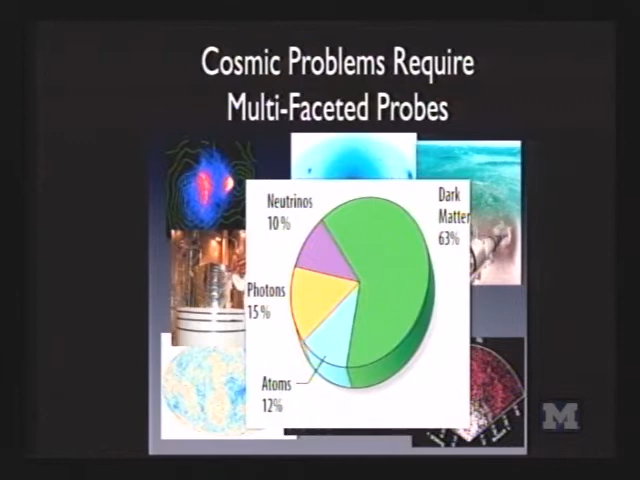 Cosmic Problems Require
Multi-Faceted Probes
Neutrinos
10%
Dark
Matter
63%
Photons
15%
Atoms
12%
M